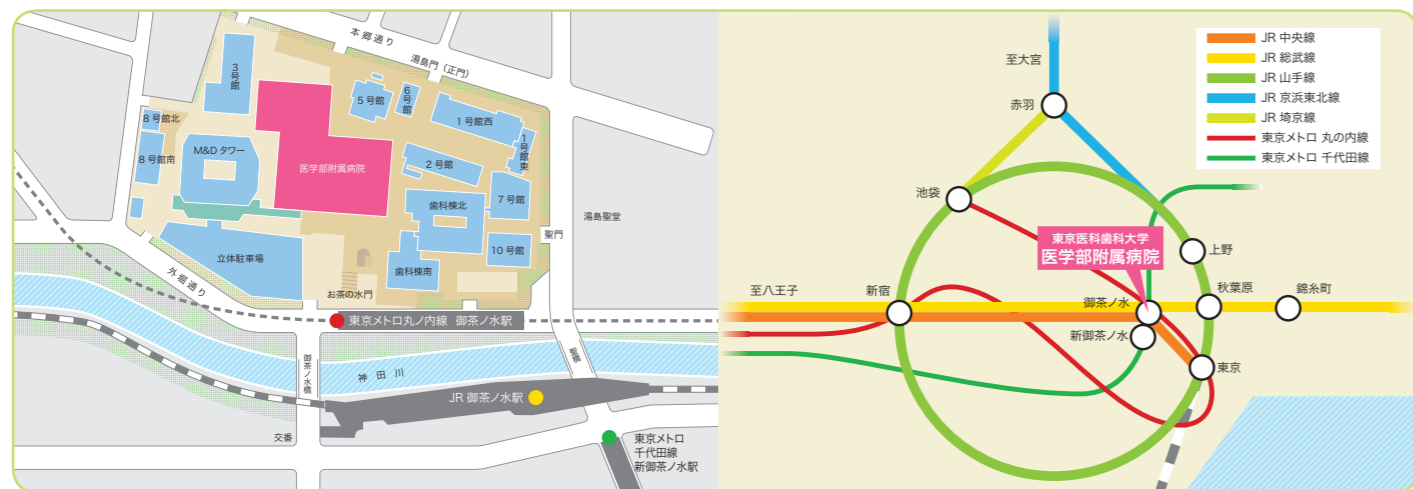 本郷通り
湯島門（正門）
3号館
5号館
6号館
1号館西
1号館東
8号館北
8号館南
M&Dタワー
医学部附属病院
2号館
歯科棟北
7号館
湯島聖堂
聖門
10号館
歯科棟南
立体駐車場
外堀通り
お茶の水門
東京メトロ丸ノ内線 御茶ノ水駅
御茶ノ水橋
神田川
JR 御茶ノ水駅
交番
東京メトロ
千代田線
新御茶ノ水駅
至大宮
赤羽
池袋
東京医科歯科大学
医学部附属病院
上野
至八王子
新宿
御茶ノ水
秋葉原
錦糸町
新御茶ノ水
東京
JR 中央線
JR 総武線
JR 山手線
JR 京浜東北線
JR 埼京線
東京メトロ 丸の内線
東京メトロ 千代田線